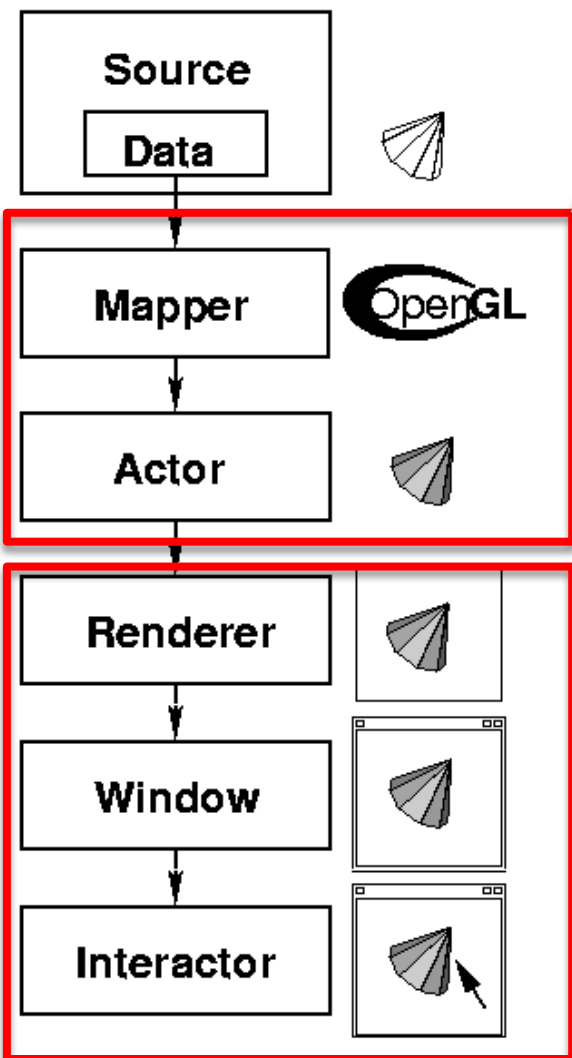 Source
Data
Mapper
OpenGL
Actor
Renderer
Window
Interactor